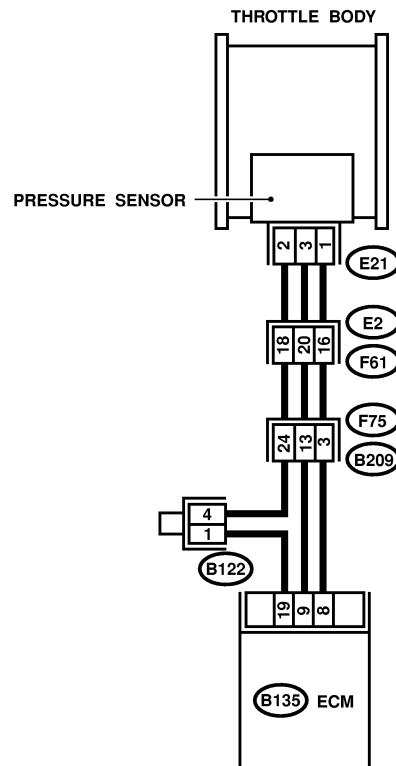 THROTTLE BODY
PRESSURE SENSOR
2 3 1
E21
E2
18 20 16
F61
F75
24 13 3
B209
4
1
B122
19 9 8
B135 ECM